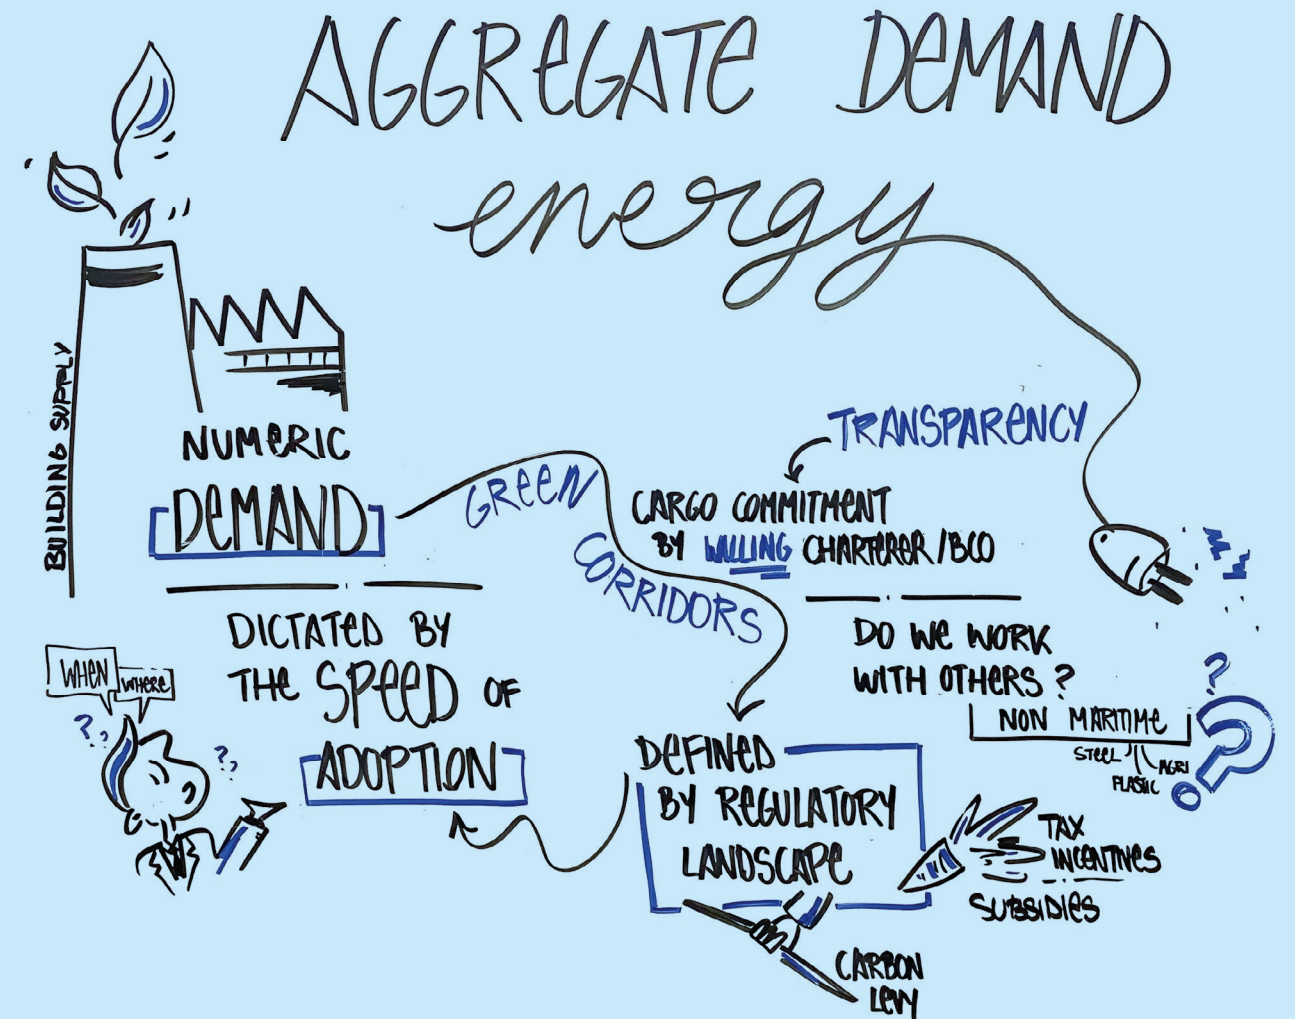 AGGREGATE DEMAND
energy
BUILDING SUPPLY
NUMERIC
[DEMAND]
DICTATED BY
THE SPEED OF
[ADOPTION]
WHEN
WHERE
? ?
? ?
GREEN
CORRIDORS
TRANSPARENCY
CARGO COMMITMENT
BY WILLING CHARTERER/BCO
DO WE WORK
WITH OTHERS?
NON MARITIME
STEEL
AGRI
PLASTIC
?
?
DEFINED
BY REGULATORY
LANDSCAPE
TAX
INCENTIVES
SUBSIDIES
CARBON
LEVY